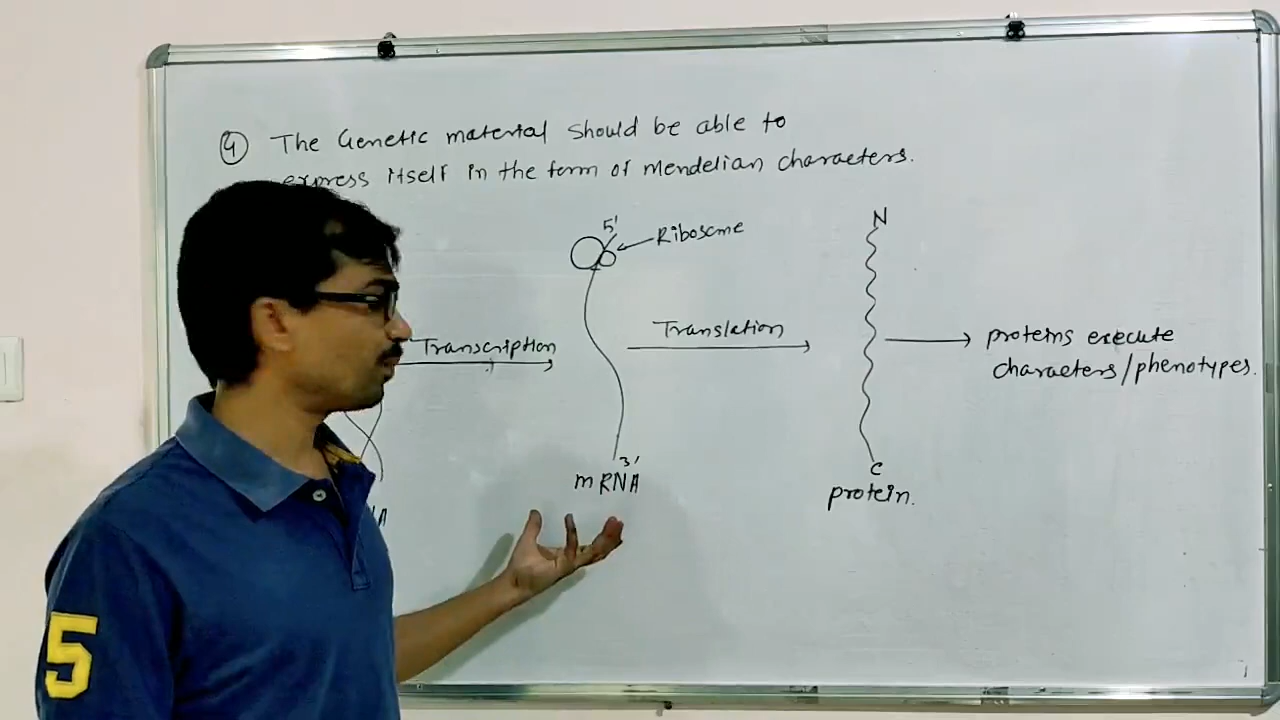 ④ The Genetic material should be able to
express itself in the form of Mendelian characters.
5'
Ribosome
N
Transcription
Translation
proteins execute
characters/phenotypes.
3'
mRNA
C
protein.
A
5